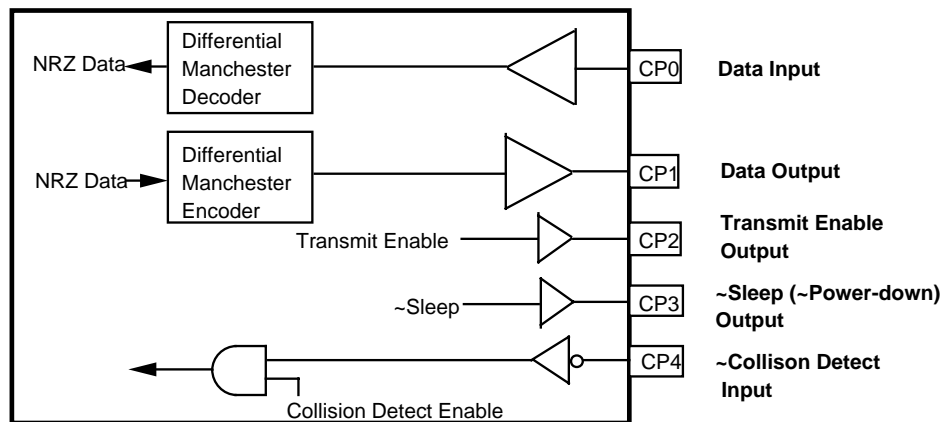 NRZ Data
Differential
Manchester
Decoder
CP0
Data Input
NRZ Data
Differential
Manchester
Encoder
CP1
Data Output
Transmit Enable
CP2
Transmit Enable
Output
~Sleep
CP3
~Sleep (~Power-down)
Output
CP4
~Collison Detect
Input
Collision Detect Enable